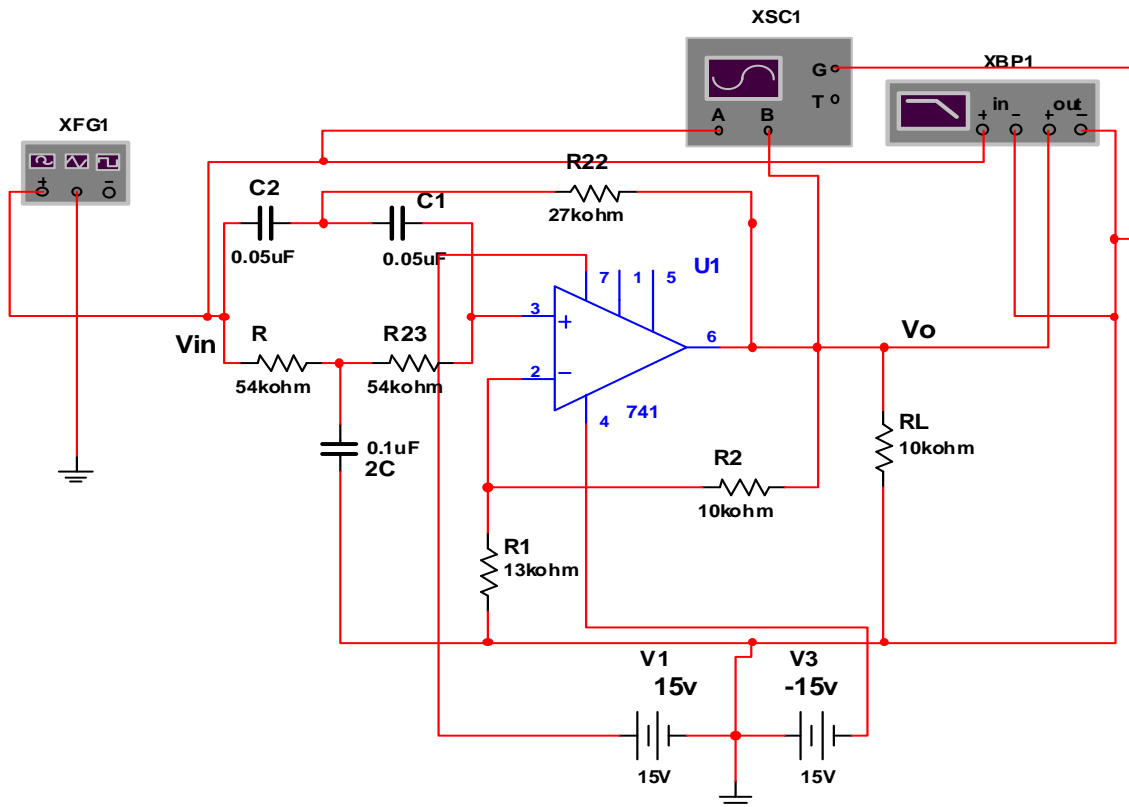 XSC1
G
T
A B
XBP1
in out
+ - + -
XFG1
+ -
R22
27kohm
C2
0.05uF
C1
0.05uF
U1
7 1 5
3
+
6
2
−
741
4
Vin
R
54kohm
R23
54kohm
Vo
0.1uF
2C
RL
10kohm
R2
10kohm
R1
13kohm
V1
15v
15V
V3
-15v
15V